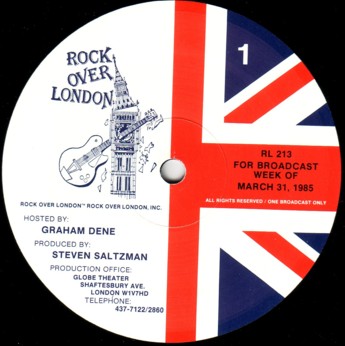 ROCK
OVER
LONDON
1
RL 213
FOR BROADCAST
WEEK OF
MARCH 31, 1985
ALL RIGHTS RESERVED / ONE BROADCAST ONLY
ROCK OVER LONDON™ ROCK OVER LONDON, INC.
HOSTED BY:
GRAHAM DENE
PRODUCED BY:
STEVEN SALTZMAN
PRODUCTION OFFICE:
GLOBE THEATER
SHAFTESBURY AVE.
LONDON W1V7HD
TELEPHONE:
437-7122/2860